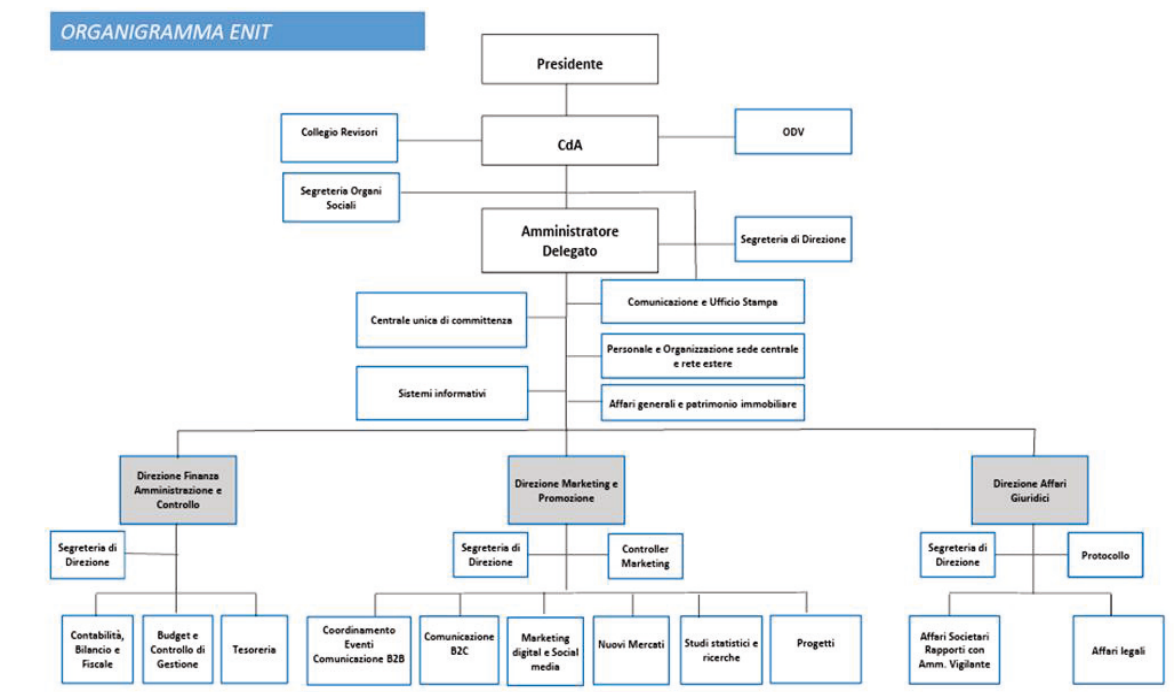 ORGANIGRAMMA ENIT
Presidente
Collegio Revisori
CdA
ODV
Segreteria Organi
Sociali
Amministratore
Delegato
Segreteria di Direzione
Centrale unica di committenza
Comunicazione e Ufficio Stampa
Personale e Organizzazione sede centrale
e rete estere
Sistemi informativi
Affari generali e patrimonio immobiliare
Direzione Finanza
Amministrazione e
Controllo
Direzione Marketing e
Promozione
Direzione Affari
Giuridici
Segreteria di
Direzione
Segreteria di
Direzione
Controller
Marketing
Segreteria di
Direzione
Protocollo
Contabilità,
Bilancio e
Fiscale
Budget e
Controllo di
Gestione
Tesoreria
Coordinamento
Eventi
Comunicazione B2B
Comunicazione
B2C
Marketing
digital e Social
media
Nuovi Mercati
Studi statistici e
ricerche
Progetti
Affari Societari
Rapporti con
Amm. Vigilante
Affari legali